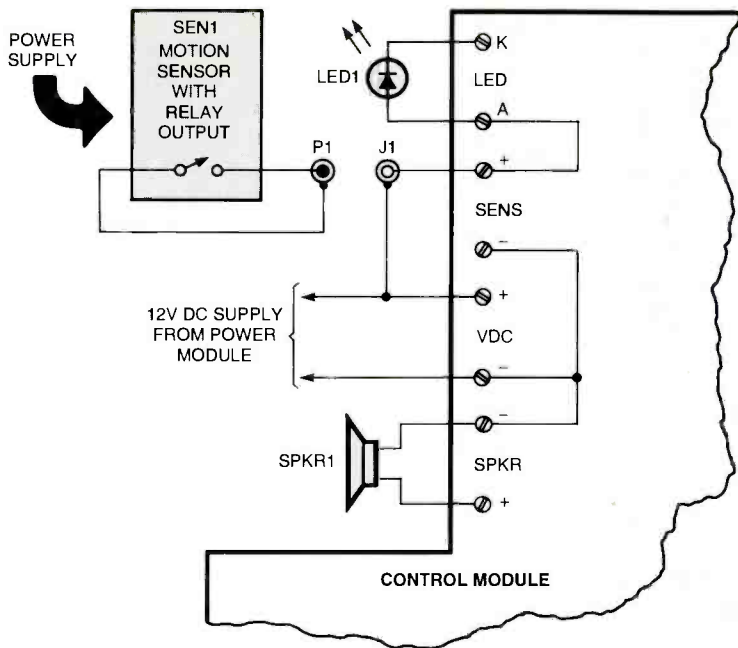 POWER
SUPPLY
SEN1
MOTION
SENSOR
WITH
RELAY
OUTPUT
P1
J1
LED1
K
LED
A
+
SENS
−
+
12V DC SUPPLY
FROM POWER
MODULE
VDC
−
−
SPKR1
SPKR
+
CONTROL MODULE